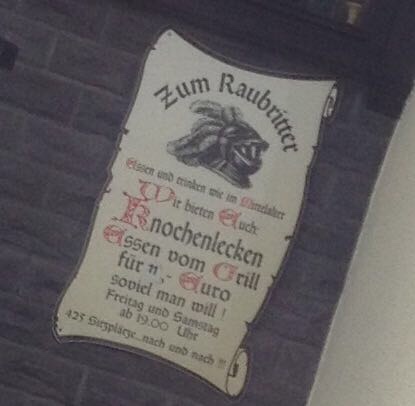 Zum Raubritter
Essen und trinken wie im Mittelalter
Wir bieten Euch:
Knochenlecken
Essen vom Grill
für 11,- Euro
soviel man will !
Freitag und Samstag
ab 19.00 Uhr
425 Sitzplätze...nach und nach !!!